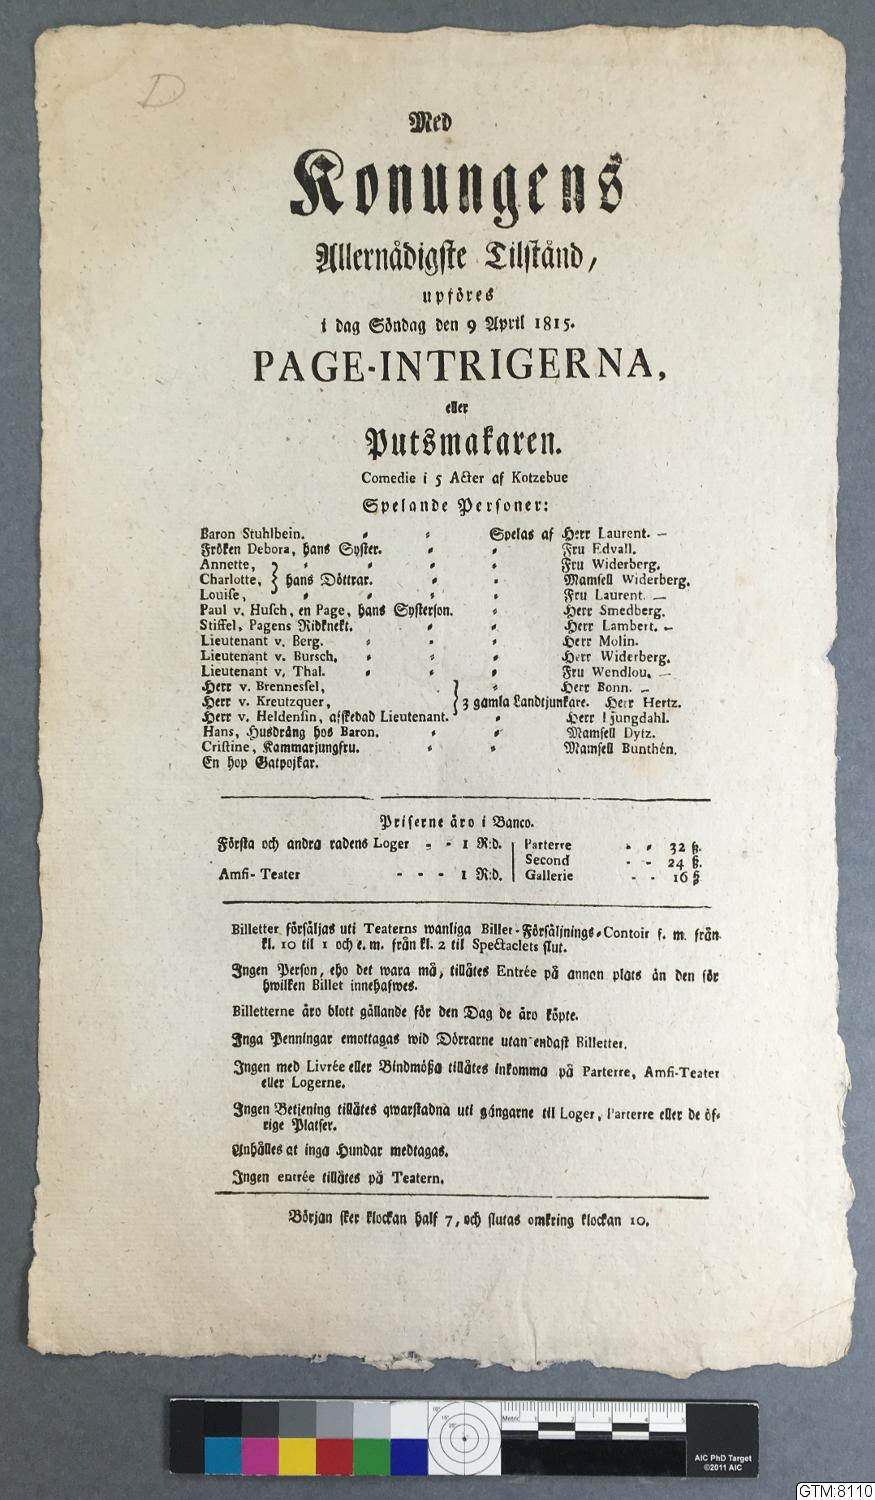 D
Med
Konungens
Allernådigste Tilstånd,
upföres
i dag Söndag den 9 April 1815.
PAGE-INTRIGERNA,
eller
Putsmakaren.
Comedie i 5 Acter af Kotzebue
Spelande Personer:
Baron Stuhlbein. Spelas af Herr Laurent. —
Fröken Debora, hans Syster. Fru Edvall.
Annette, Fru Widerberg.
Charlotte, } hans Döttrar. Mamsell Widerberg.
Louise, Fru Laurent. —
Paul v. Husch, en Page, hans Systerson. Herr Smedberg.
Stiffel, Pagens Ridknekt. Herr Lambert. —
Lieutenant v. Berg. Herr Molin.
Lieutenant v. Bursch. Herr Widerberg.
Lieutenant v. Thal. Fru Wendlou. —
Herr v. Brennessel, Herr Bonn. —
Herr v. Kreutzquer, } 3 gamla Landtjunkare. Herr Hertz.
Herr v. Heldensin, afskedad Lieutenant. Herr Ljungdahl.
Hans, Husdräng hos Baron. Mamsell Dytz.
Cristine, Kammarjungfru. Mamsell Bunthén.
En hop Gatpojkar.
Priserne äro i Banco.
Första och andra radens Loger - - 1 R:d. | Parterre 32 ß.
Second - - 24 ß.
Amfi-Teater - - - 1 R:d. | Gallerie - - 16 ß
Billetter försäljas uti Teaterns wanliga Billet-Försäljnings-Contoir f. m. från
kl. 10 til 1 och e. m. från kl. 2 til Spectaclets slut.
Ingen Person, eho det wara må, tillåtes Entrée på annan plats än den för
hwilken Billet innehafwes.
Billetterne äro blott gällande för den Dag de äro köpte.
Inga Penningar emottagas wid Dörrarne utan endast Billetter.
Ingen med Livrée eller Bindmößa tillåtes inkomma på Parterre, Amfi-Teater
eller Logerne.
Ingen Betjening tillåtes qwarstadna uti gångarne til Loger, Parterre eller de öf-
rige Platser.
Anhålles at inga Hundar medtagas.
Ingen entrée tillåtes på Teatern.
Början sker klockan half 7, och slutas omkring klockan 10.
Metric 1 2 3 4 5
AIC PhD Target
©2011 AIC
GTM:8110